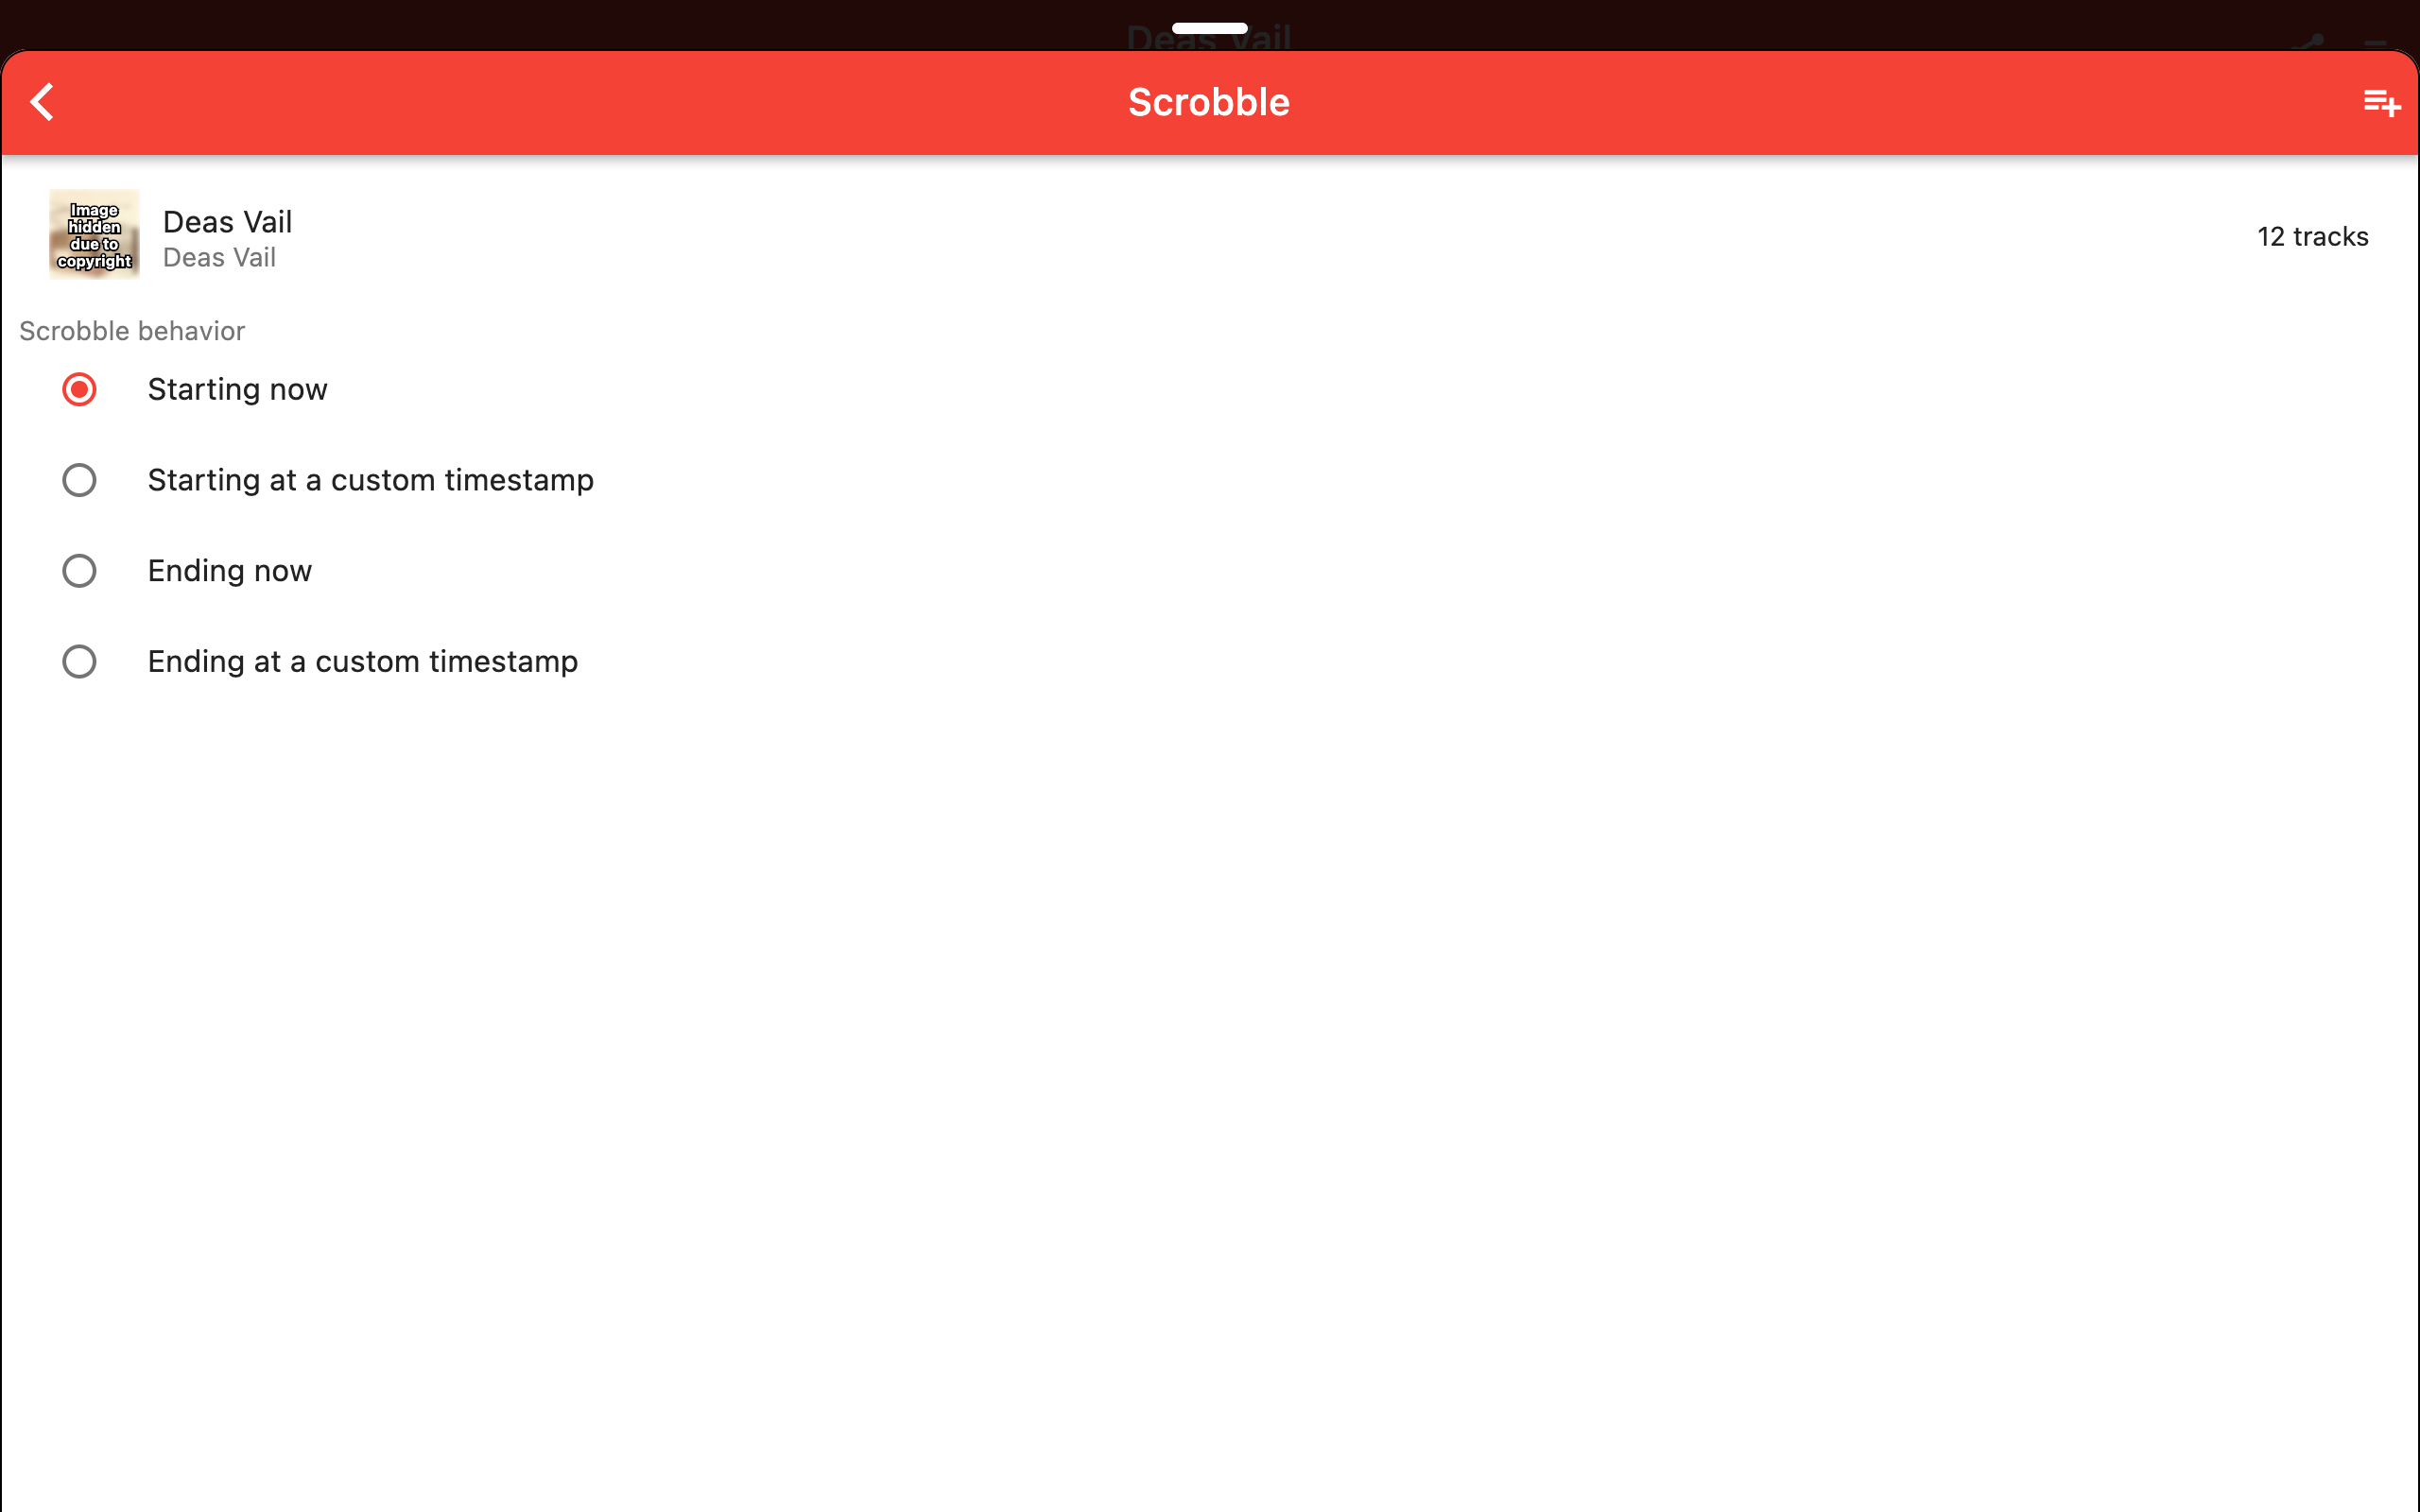 Deas Vail
Scrobble
Image
hidden
due to
copyright
Deas Vail
Deas Vail
12 tracks
Scrobble behavior
Starting now
Starting at a custom timestamp
Ending now
Ending at a custom timestamp